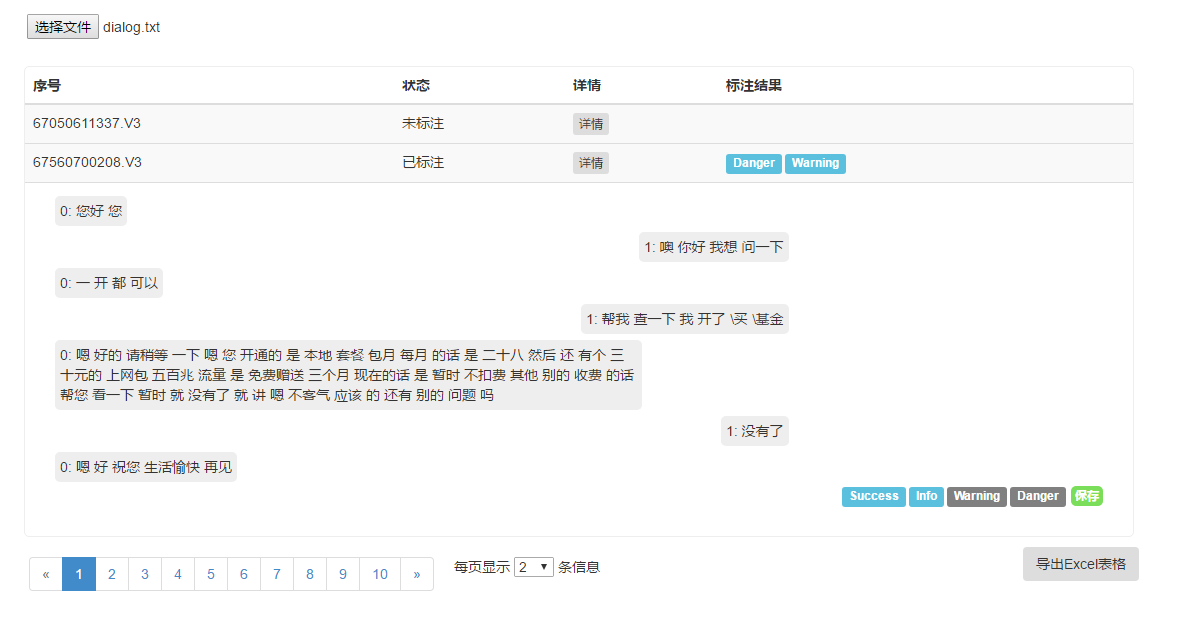 选择文件 dialog.txt
序号 状态 详情 标注结果
67050611337.V3 未标注 详情
67560700208.V3 已标注 详情 Danger Warning
0: 您好 您
1: 噢 你好 我想 问一下
0: 一 开 都 可以
1: 帮我 查一下 我 开了 \买 \基金
0: 嗯 好的 请稍等 一下 嗯 您 开通的 是 本地 套餐 包月 每月 的话 是 二十八 然后 还 有个 三
十元的 上网包 五百兆 流量 是 免费赠送 三个月 现在的话 是 暂时 不扣费 其他 别的 收费 的话
帮您 看一下 暂时 就 没有了 就 讲 嗯 不客气 应该 的 还有 别的 问题 吗
1: 没有了
0: 嗯 好 祝您 生活愉快 再见
Success Info Warning Danger 保存
« 1 2 3 4 5 6 7 8 9 10 » 每页显示 2 ▼ 条信息 导出Excel表格